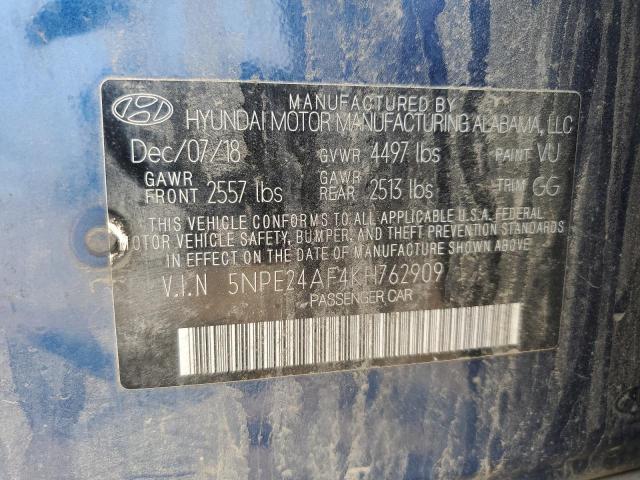 MANUFACTURED BY
HYUNDAI MOTOR MANUFACTURING ALABAMA, LLC
Dec/07/18 GVWR 4497 lbs PAINT VU
GAWR FRONT 2557 lbs GAWR REAR 2513 lbs TRIM GG
THIS VEHICLE CONFORMS TO ALL APPLICABLE U.S.A. FEDERAL
MOTOR VEHICLE SAFETY, BUMPER, AND THEFT PREVENTION STANDARDS
IN EFFECT ON THE DATE OF MANUFACTURE SHOWN ABOVE.
V.I.N 5NPE24AF4KH762909
PASSENGER CAR